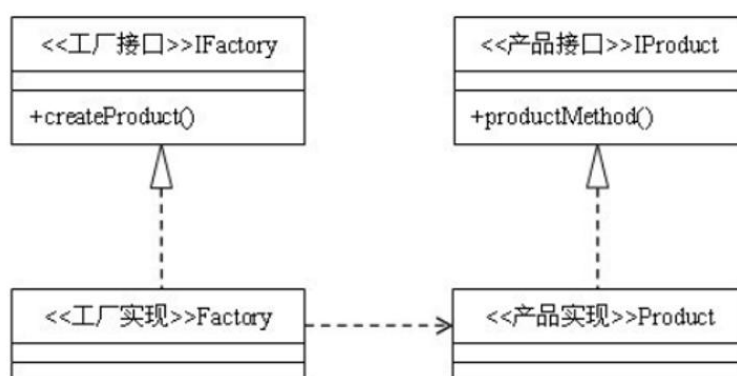 <<工厂接口>>IFactory
<<产品接口>>IProduct
+createProduct()
+productMethod()
<<工厂实现>>Factory
<<产品实现>>Product